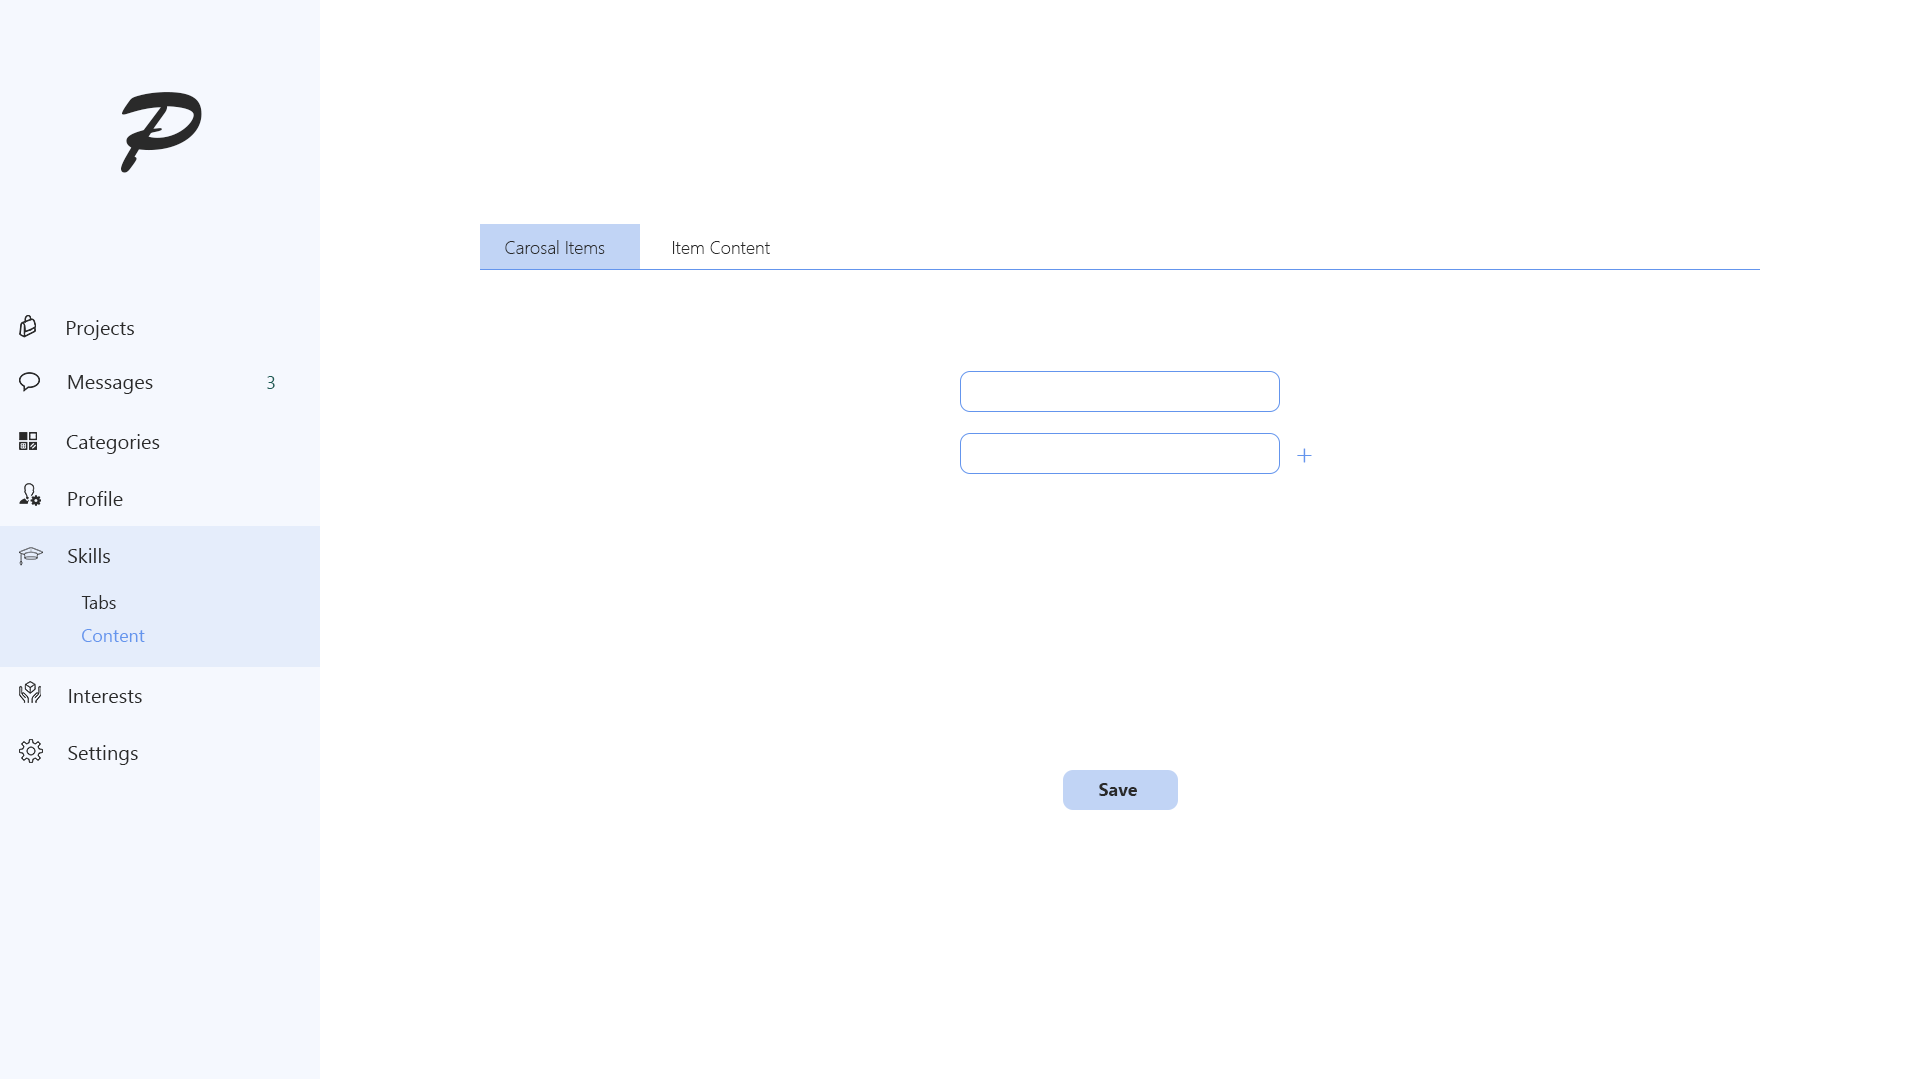 P
Carosal Items
Item Content
Projects
Messages 3
Categories
Profile
Skills
Tabs
Content
Interests
Settings
+
Save